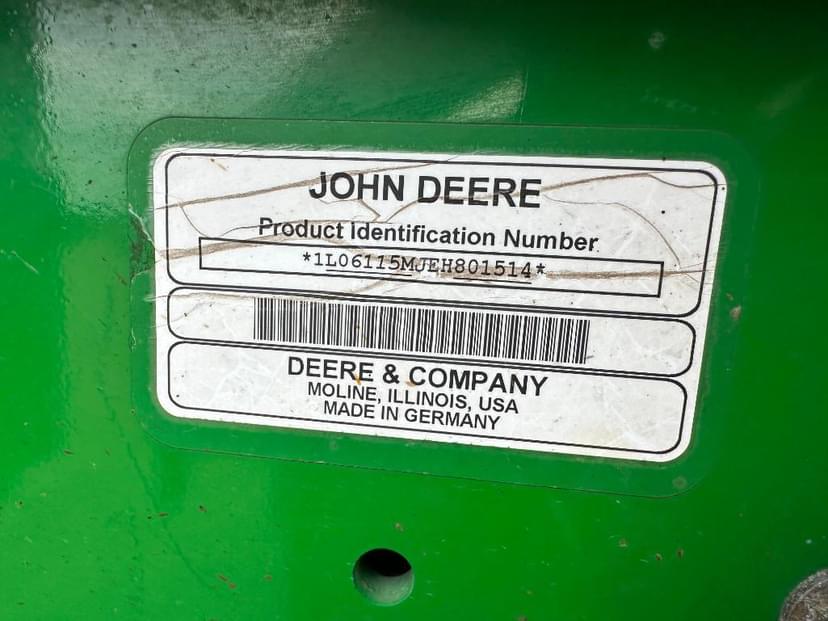 JOHN DEERE
Product Identification Number
*1L06115MJEH801514*
DEERE & COMPANY
MOLINE, ILLINOIS, USA
MADE IN GERMANY